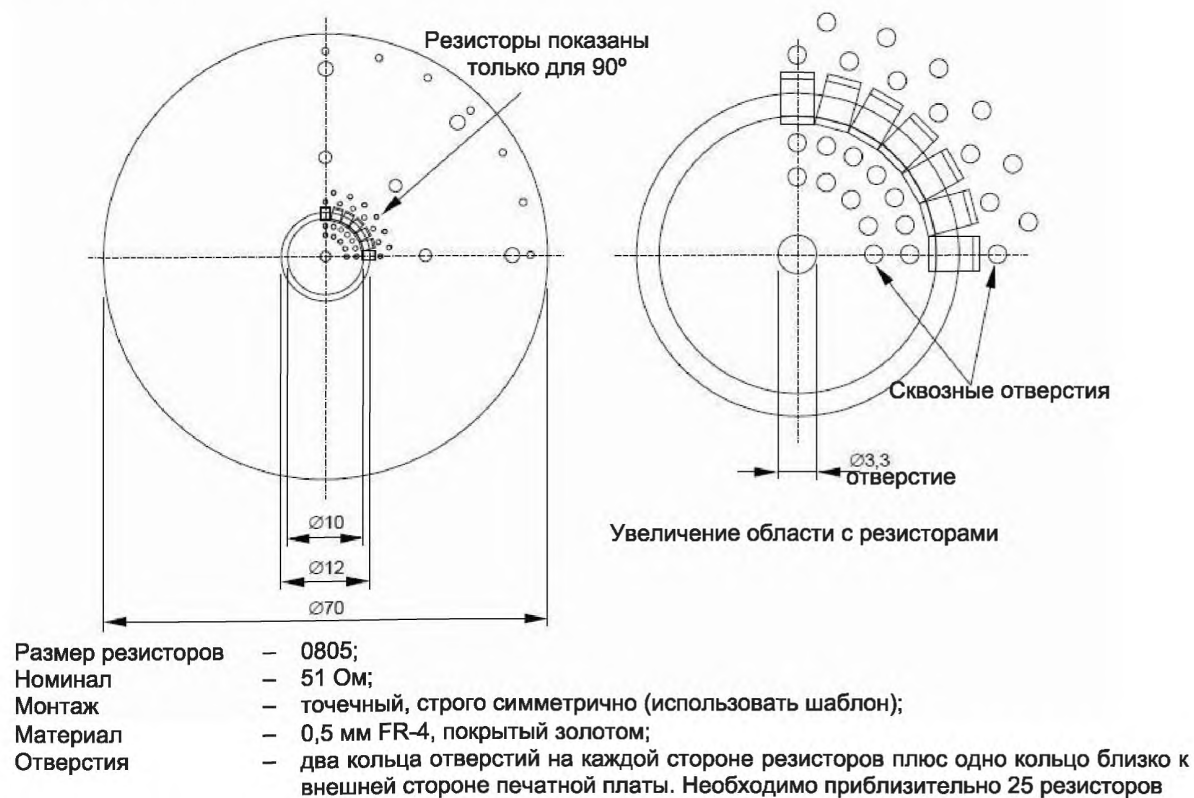 Резисторы показаны
только для 90º
Сквозные отверстия
∅3,3
отверстие
Увеличение области с резисторами
∅10
∅12
∅70
Размер резисторов – 0805;
Номинал – 51 Ом;
Монтаж – точечный, строго симметрично (использовать шаблон);
Материал – 0,5 мм FR-4, покрытый золотом;
Отверстия – два кольца отверстий на каждой стороне резисторов плюс одно кольцо близко к
внешней стороне печатной платы. Необходимо приблизительно 25 резисторов